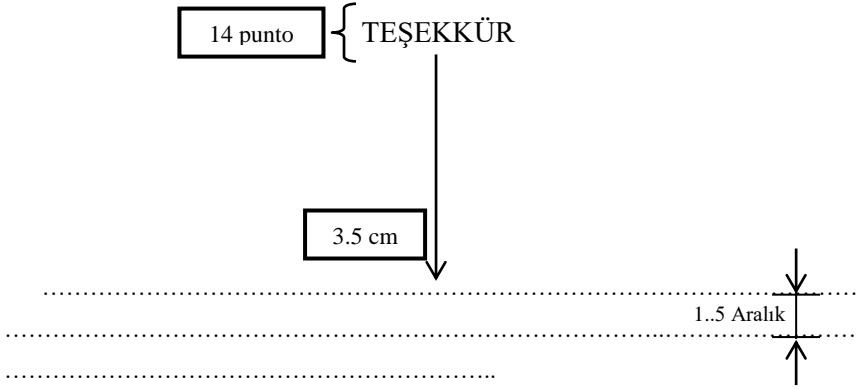 14 punto TEŞEKKÜR
3.5 cm
……………………………………………………………………………………………
1..5 Aralık
………………………………………………………………………..……………………
……………………………………………………..